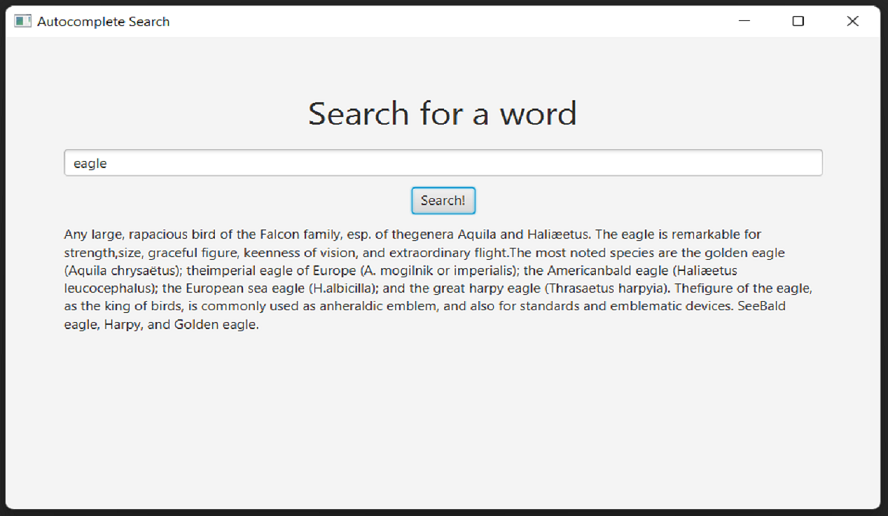 Autocomplete Search
Search for a word
eagle
Search!
Any large, rapacious bird of the Falcon family, esp. of thegenera Aquila and Haliæetus. The eagle is remarkable for
strength,size, graceful figure, keenness of vision, and extraordinary flight.The most noted species are the golden eagle
(Aquila chrysaëtus); theimperial eagle of Europe (A. mogilnik or imperialis); the Americanbald eagle (Haliæetus
leucocephalus); the European sea eagle (H.albicilla); and the great harpy eagle (Thrasaetus harpyia). Thefigure of the eagle,
as the king of birds, is commonly used as anheraldic emblem, and also for standards and emblematic devices. SeeBald
eagle, Harpy, and Golden eagle.